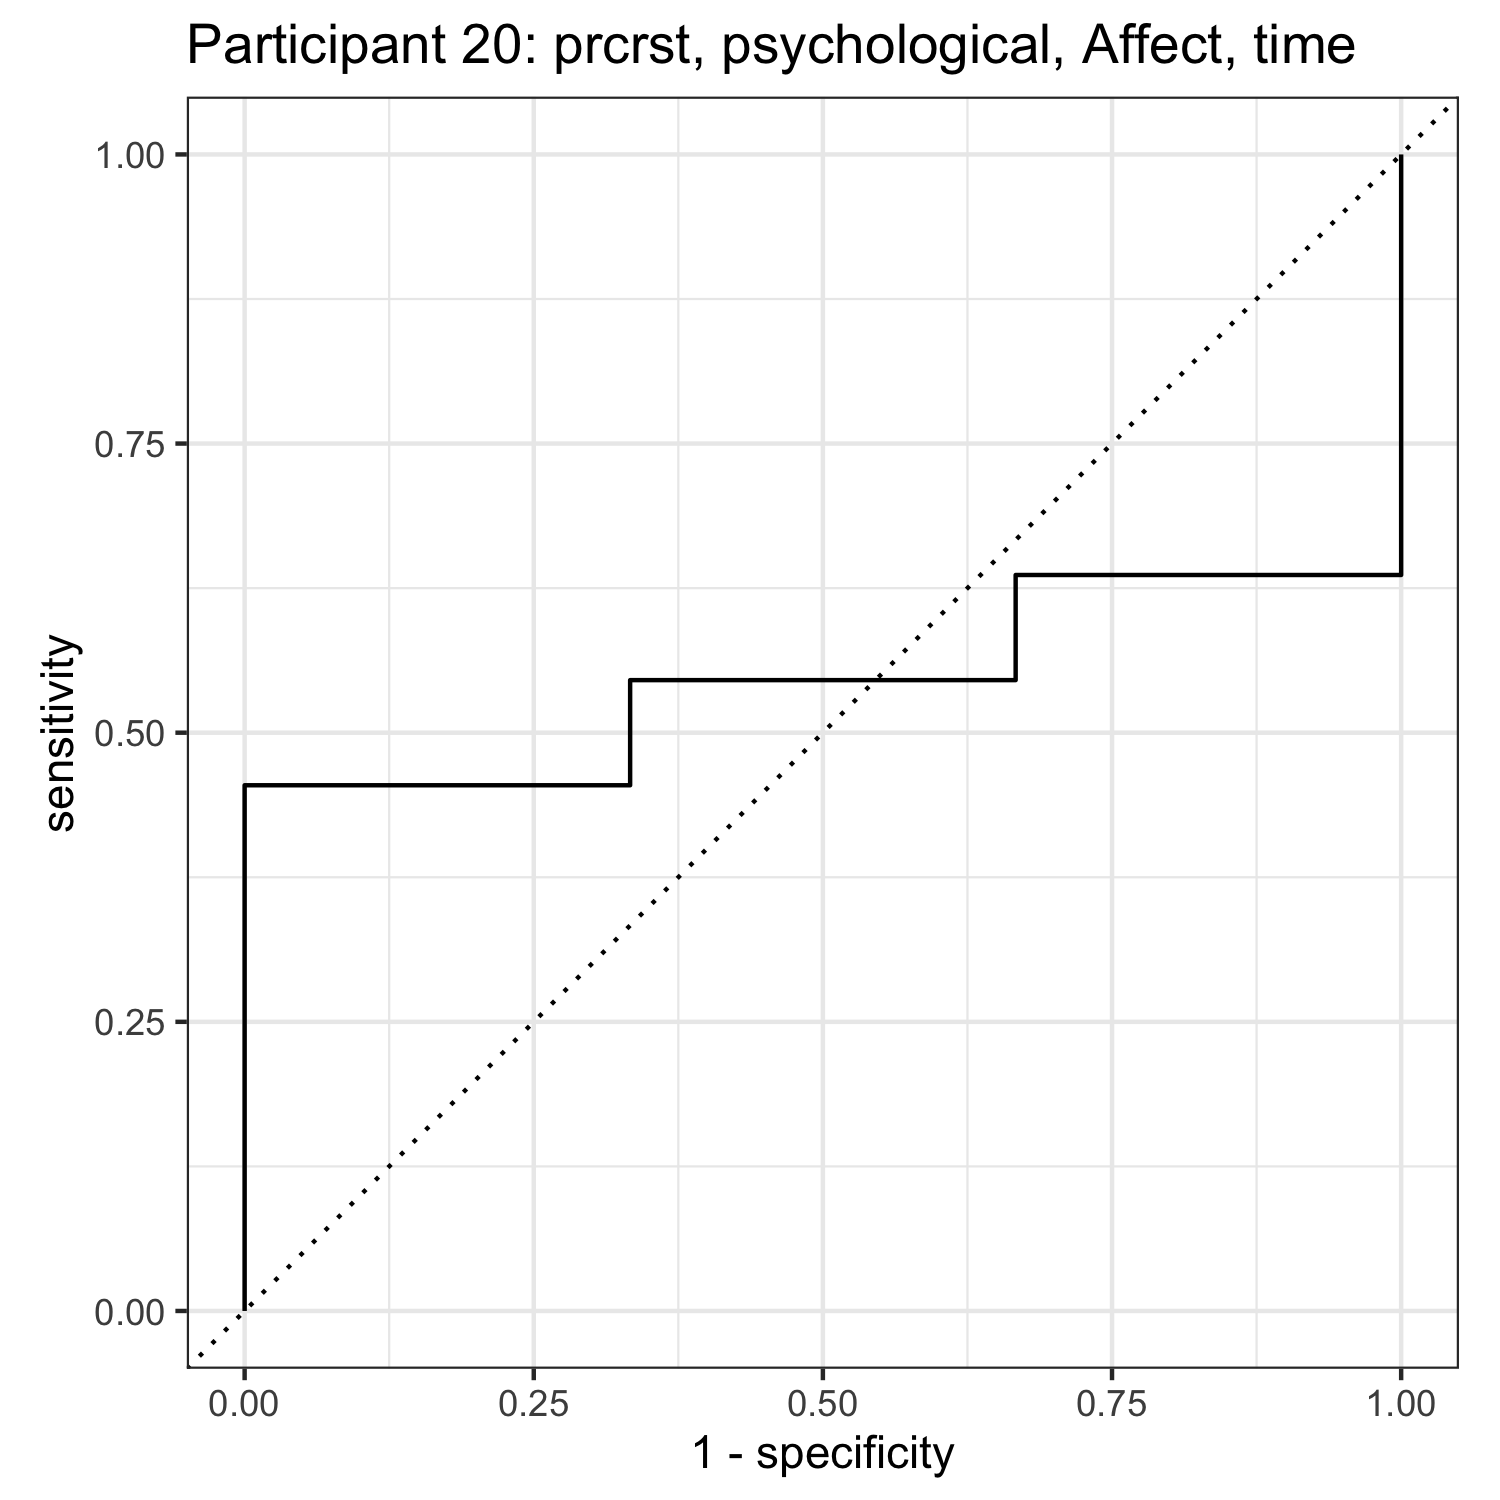 Participant 20: prcrst, psychological, Affect, time
1.00
0.75
0.50
0.25
0.00
sensitivity
0.00 0.25 0.50 0.75 1.00
1 - specificity